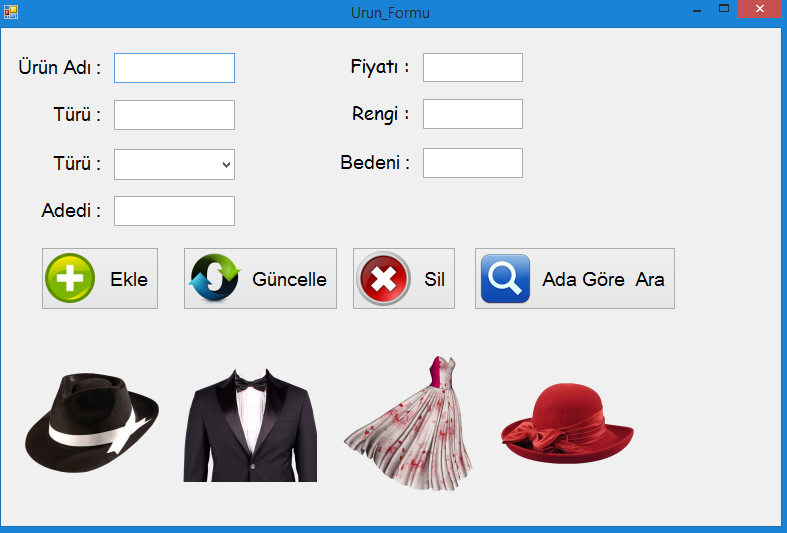 Urun_Formu
Ürün Adı :
Fiyatı :
Türü :
Rengi :
Türü :
Bedeni :
Adedi :
Ekle
Güncelle
Sil
Ada Göre Ara